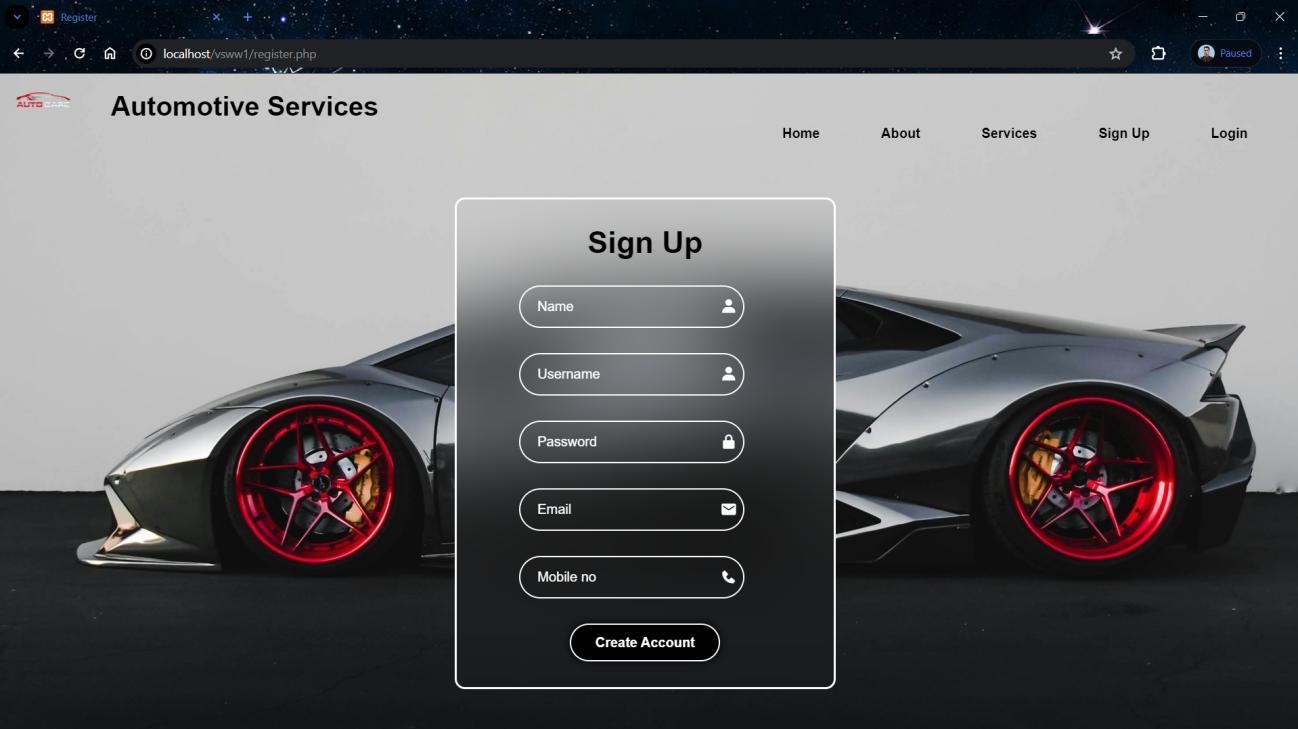 Register
localhost/vsww1/register.php
Paused
AUTOCARE
Automotive Services
Home About Services Sign Up Login
Sign Up
Name
Username
Password
Email
Mobile no
Create Account